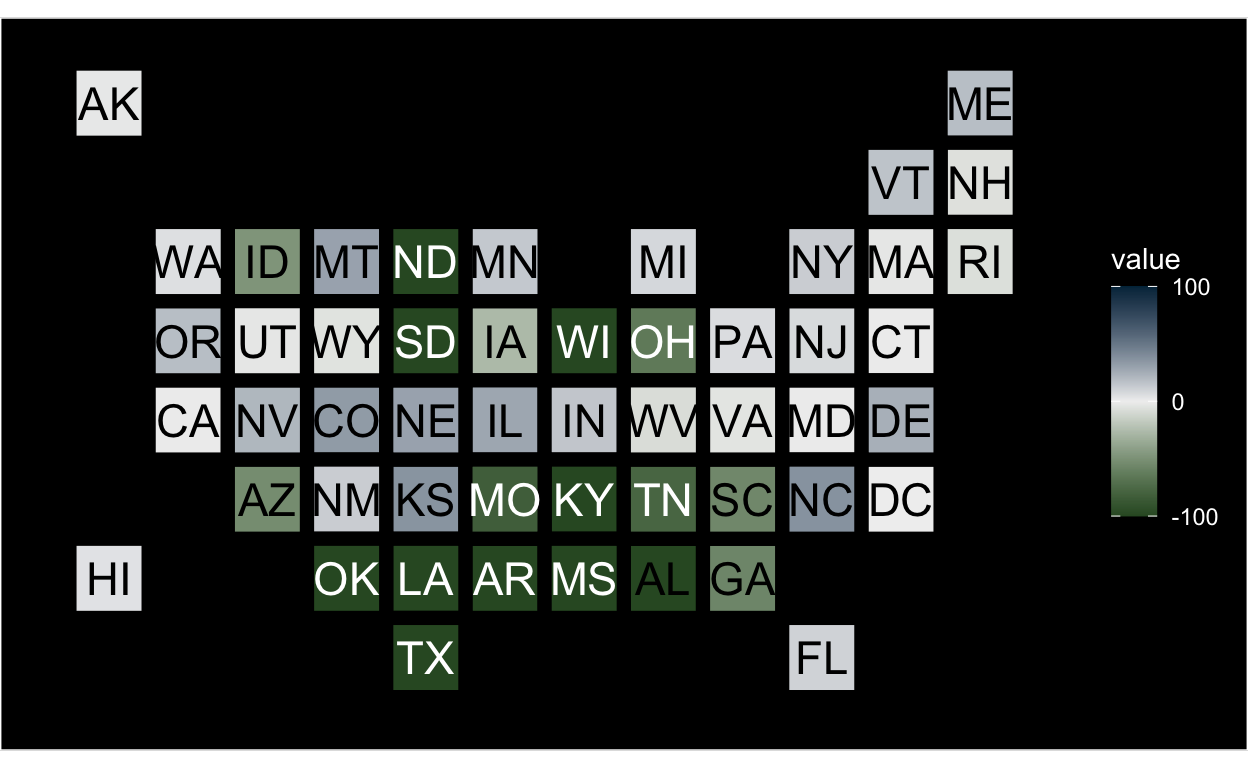 AK ME
VT NH
WA ID MT ND MN MI NY MA RI
OR UT WY SD IA WI OH PA NJ CT
CA NV CO NE IL IN WV VA MD DE
AZ NM KS MO KY TN SC NC DC
HI OK LA AR MS AL GA
TX FL
value
100
0
-100